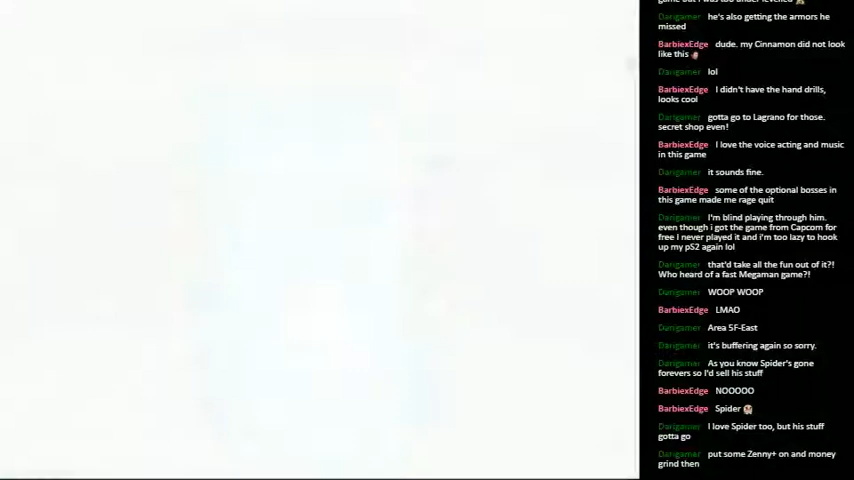 Darigamer he's also getting the armors he
missed
BarbiexEdge dude. my Cinnamon did not look
like this
Darigamer lol
BarbiexEdge I didn't have the hand drills,
looks cool
Darigamer gotta go to Lagrano for those.
secret shop even!
BarbiexEdge I love the voice acting and music
in this game
Darigamer it sounds fine.
BarbiexEdge some of the optional bosses in
this game made me rage quit
Darigamer I'm blind playing through him.
even though i got the game from Capcom for
free I never played it and i'm too lazy to hook
up my pS2 again lol
Darigamer that'd take all the fun out of it?!
Who heard of a fast Megaman game?!
Darigamer WOOP WOOP
BarbiexEdge LMAO
Darigamer Area 5F-East
Darigamer it's buffering again so sorry.
Darigamer As you know Spider's gone
forevers so I'd sell his stuff
BarbiexEdge NOOOOO
BarbiexEdge Spider
Darigamer I love Spider too, but his stuff
gotta go
Darigamer put some Zenny+ on and money
grind then